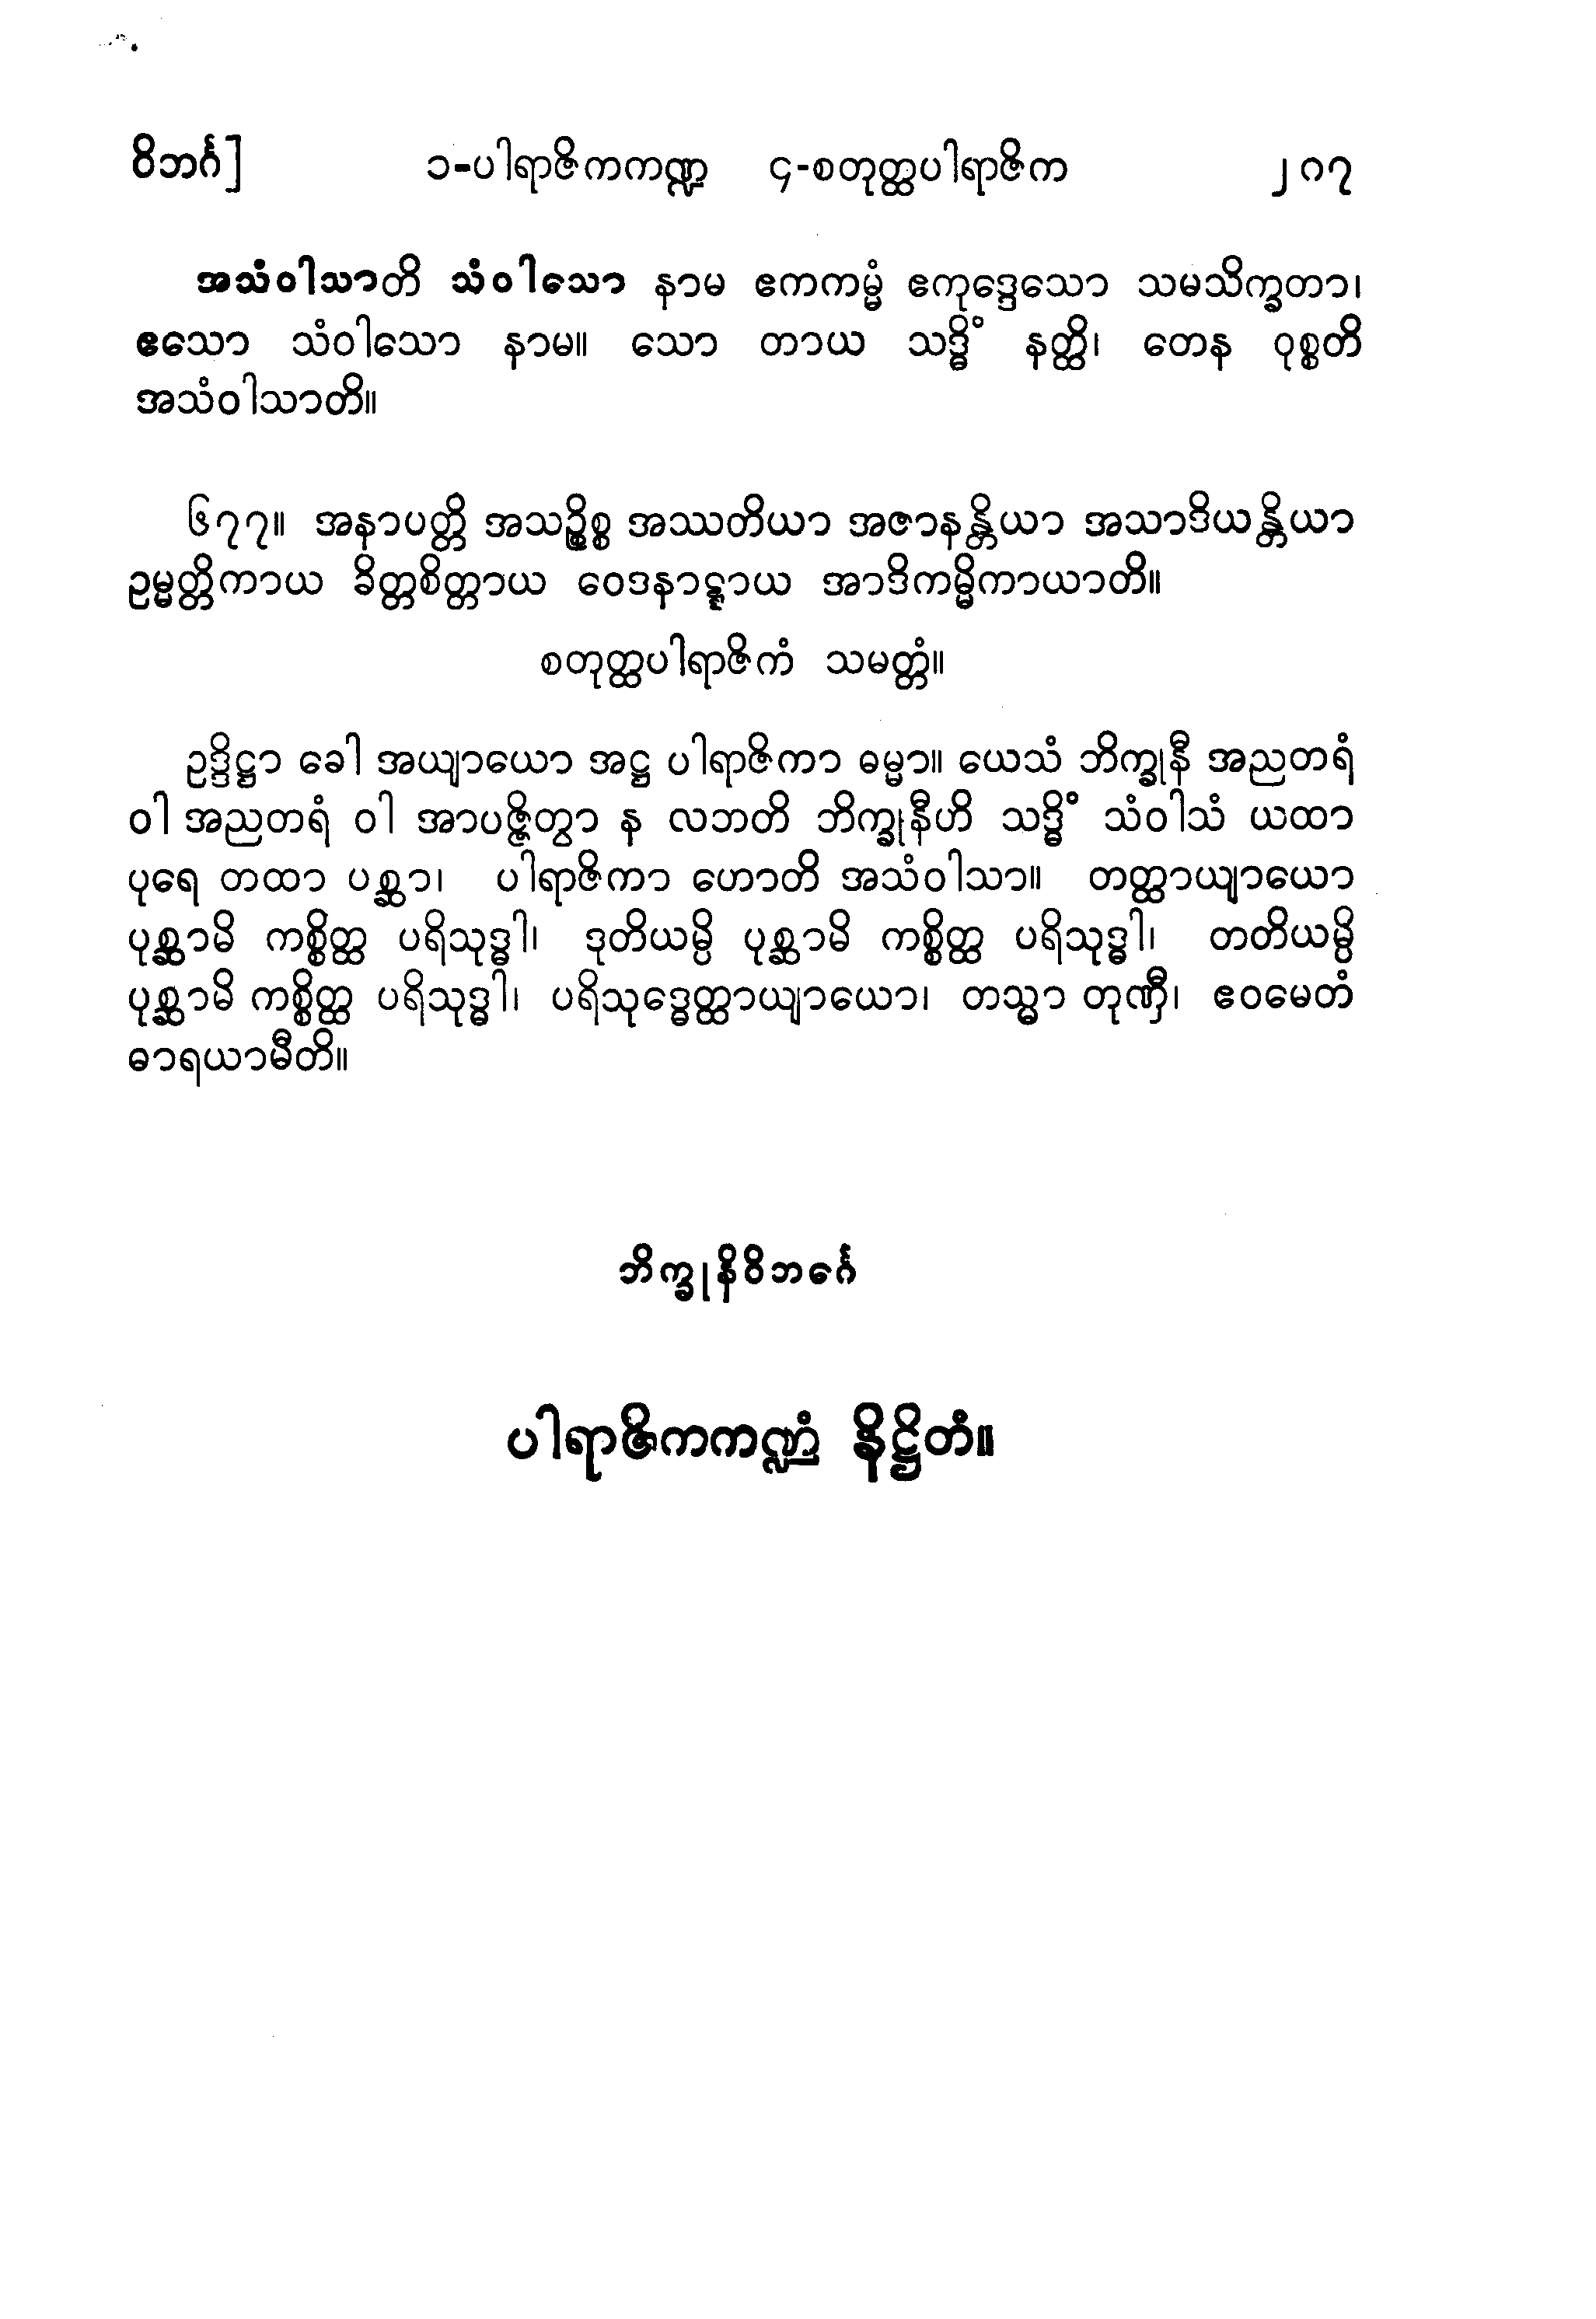 ဝိဘင်္ဂ] ၁-ပါရာဇိကကဏ္ဍ ၄-စတုတ္ထပါရာဇိက ၂၈၇
အသံဝါသာတိ သံဝါသော နာမ ဧကကမ္မံ ဧကုဒ္ဒေသော သမသိက္ခတာ၊
ဧသော သံဝါသော နာမ။ သော တာယ သဒ္ဓိံ နတ္ထိ၊ တေန ဝုစ္စတိ
အသံဝါသာတိ။
၆၇၇။ အနာပတ္တိ အသဉ္စိစ္စ အဿတိယာ အဇာနန္တိယာ အသာဒိယန္တိယာ
ဥမ္မတ္တိကာယ ခိတ္တစိတ္တာယ ဝေဒနာဋ္ဋာယ အာဒိကမ္မိကာယာတိ။
စတုတ္ထပါရာဇိကံ သမတ္တံ။
ဥဒ္ဒိဋ္ဌာ ခေါ အယျာယော အဋ္ဌ ပါရာဇိကာ ဓမ္မာ။ ယေသံ ဘိက္ခုနီ အညတရံ
ဝါ အညတရံ ဝါ အာပဇ္ဇိတွာ န လဘတိ ဘိက္ခုနီဟိ သဒ္ဓိံ သံဝါသံ ယထာ
ပုရေ တထာ ပစ္ဆာ၊ ပါရာဇိကာ ဟောတိ အသံဝါသာ။ တတ္ထာယျာယော
ပုစ္ဆာမိ ကစ္စိတ္ထ ပရိသုဒ္ဓါ၊ ဒုတိယမ္ပိ ပုစ္ဆာမိ ကစ္စိတ္ထ ပရိသုဒ္ဓါ၊ တတိယမ္ပိ
ပုစ္ဆာမိ ကစ္စိတ္ထ ပရိသုဒ္ဓါ၊ ပရိသုဒ္ဓေတ္ထာယျာယော၊ တသ္မာ တုဏှီ၊ ဧဝမေတံ
ဓာရယာမီတိ။
ဘိက္ခုနိဝိဘင်္ဂေ
ပါရာဇိကကဏ္ဍံ နိဋ္ဌိတံ။